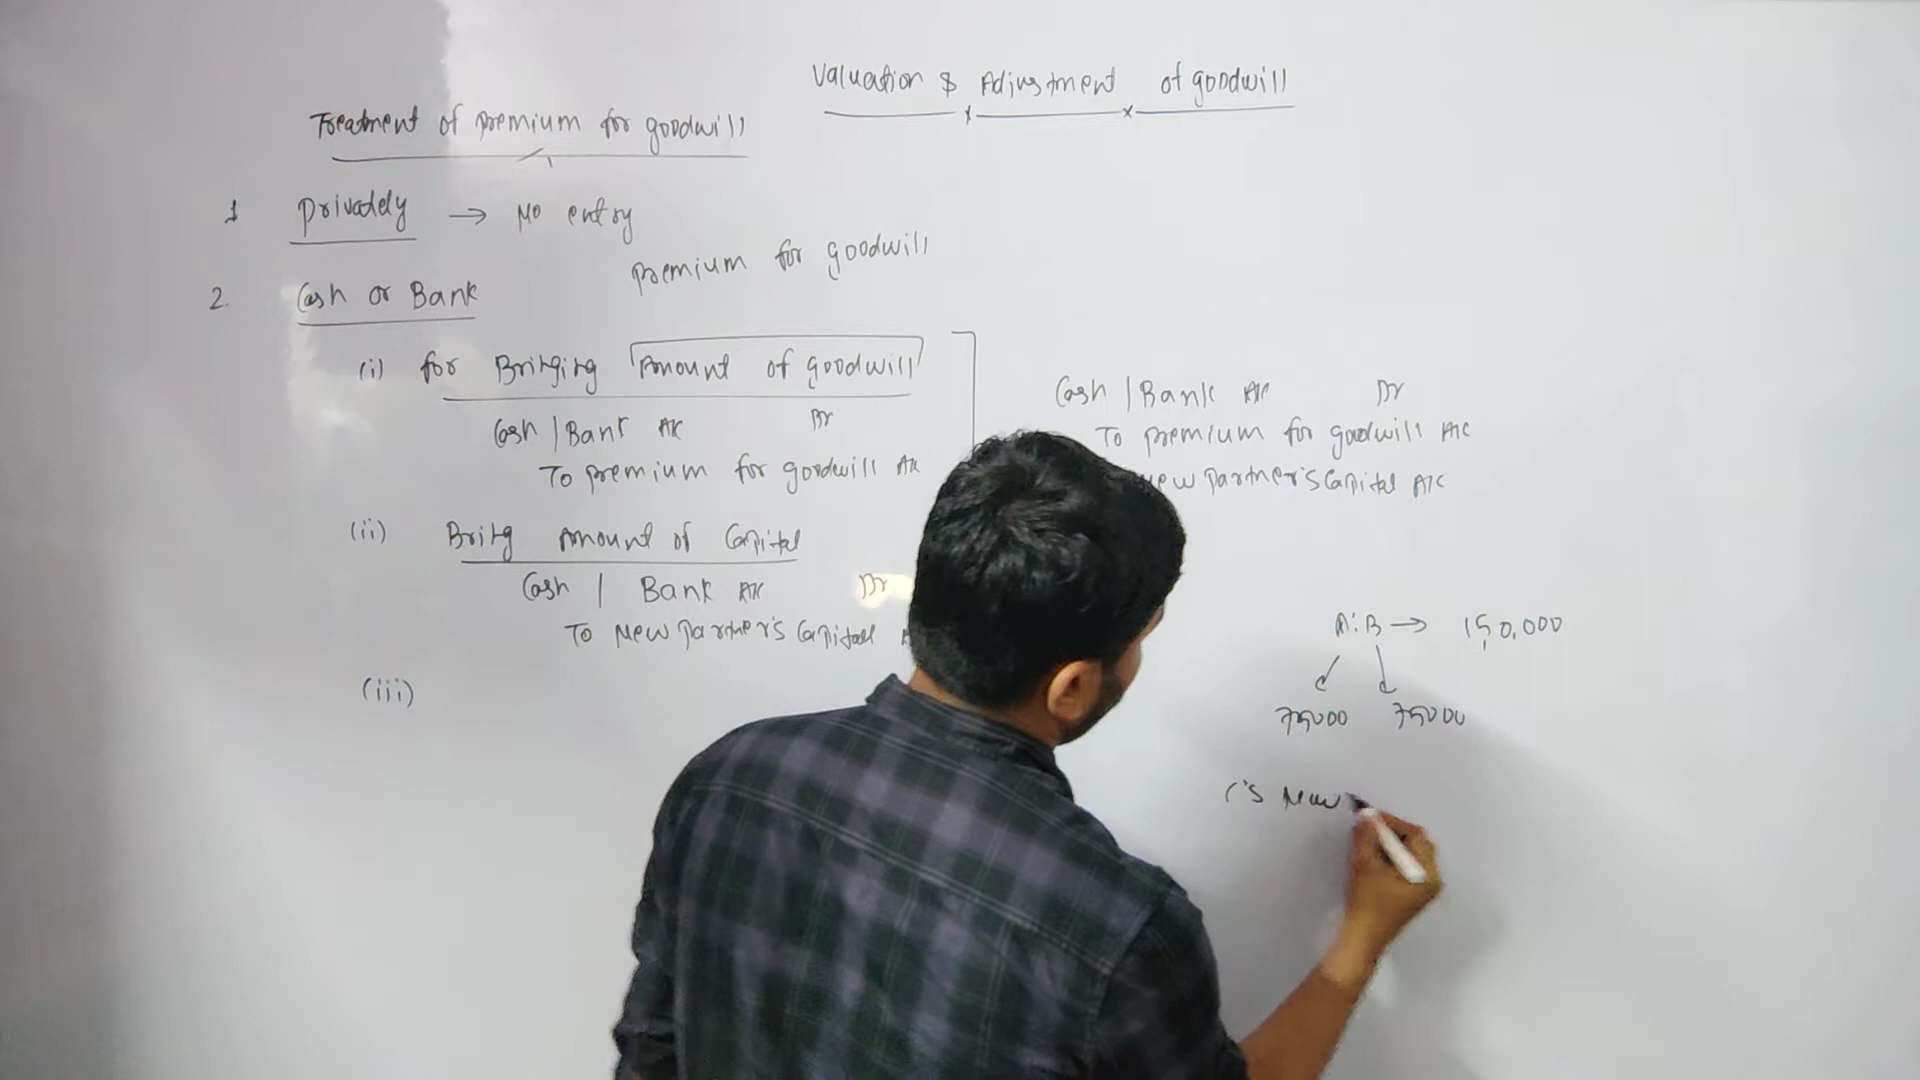 Valuation & Adjustment of goodwill
Treatment of premium for goodwill
1 privately → No entry
premium for goodwill
2. Cash or Bank
(i) for Bringing Amount of goodwill
Cash / Bank A/c Dr
To premium for goodwill A/c
(ii) Bring Amount of Capital
Cash / Bank A/c Dr
To New partner's Capital
(iii)
Cash / Bank A/c Dr
To premium for goodwill A/c
new partner's Capital A/c
A:B → 150,000
75000 75000
C's New